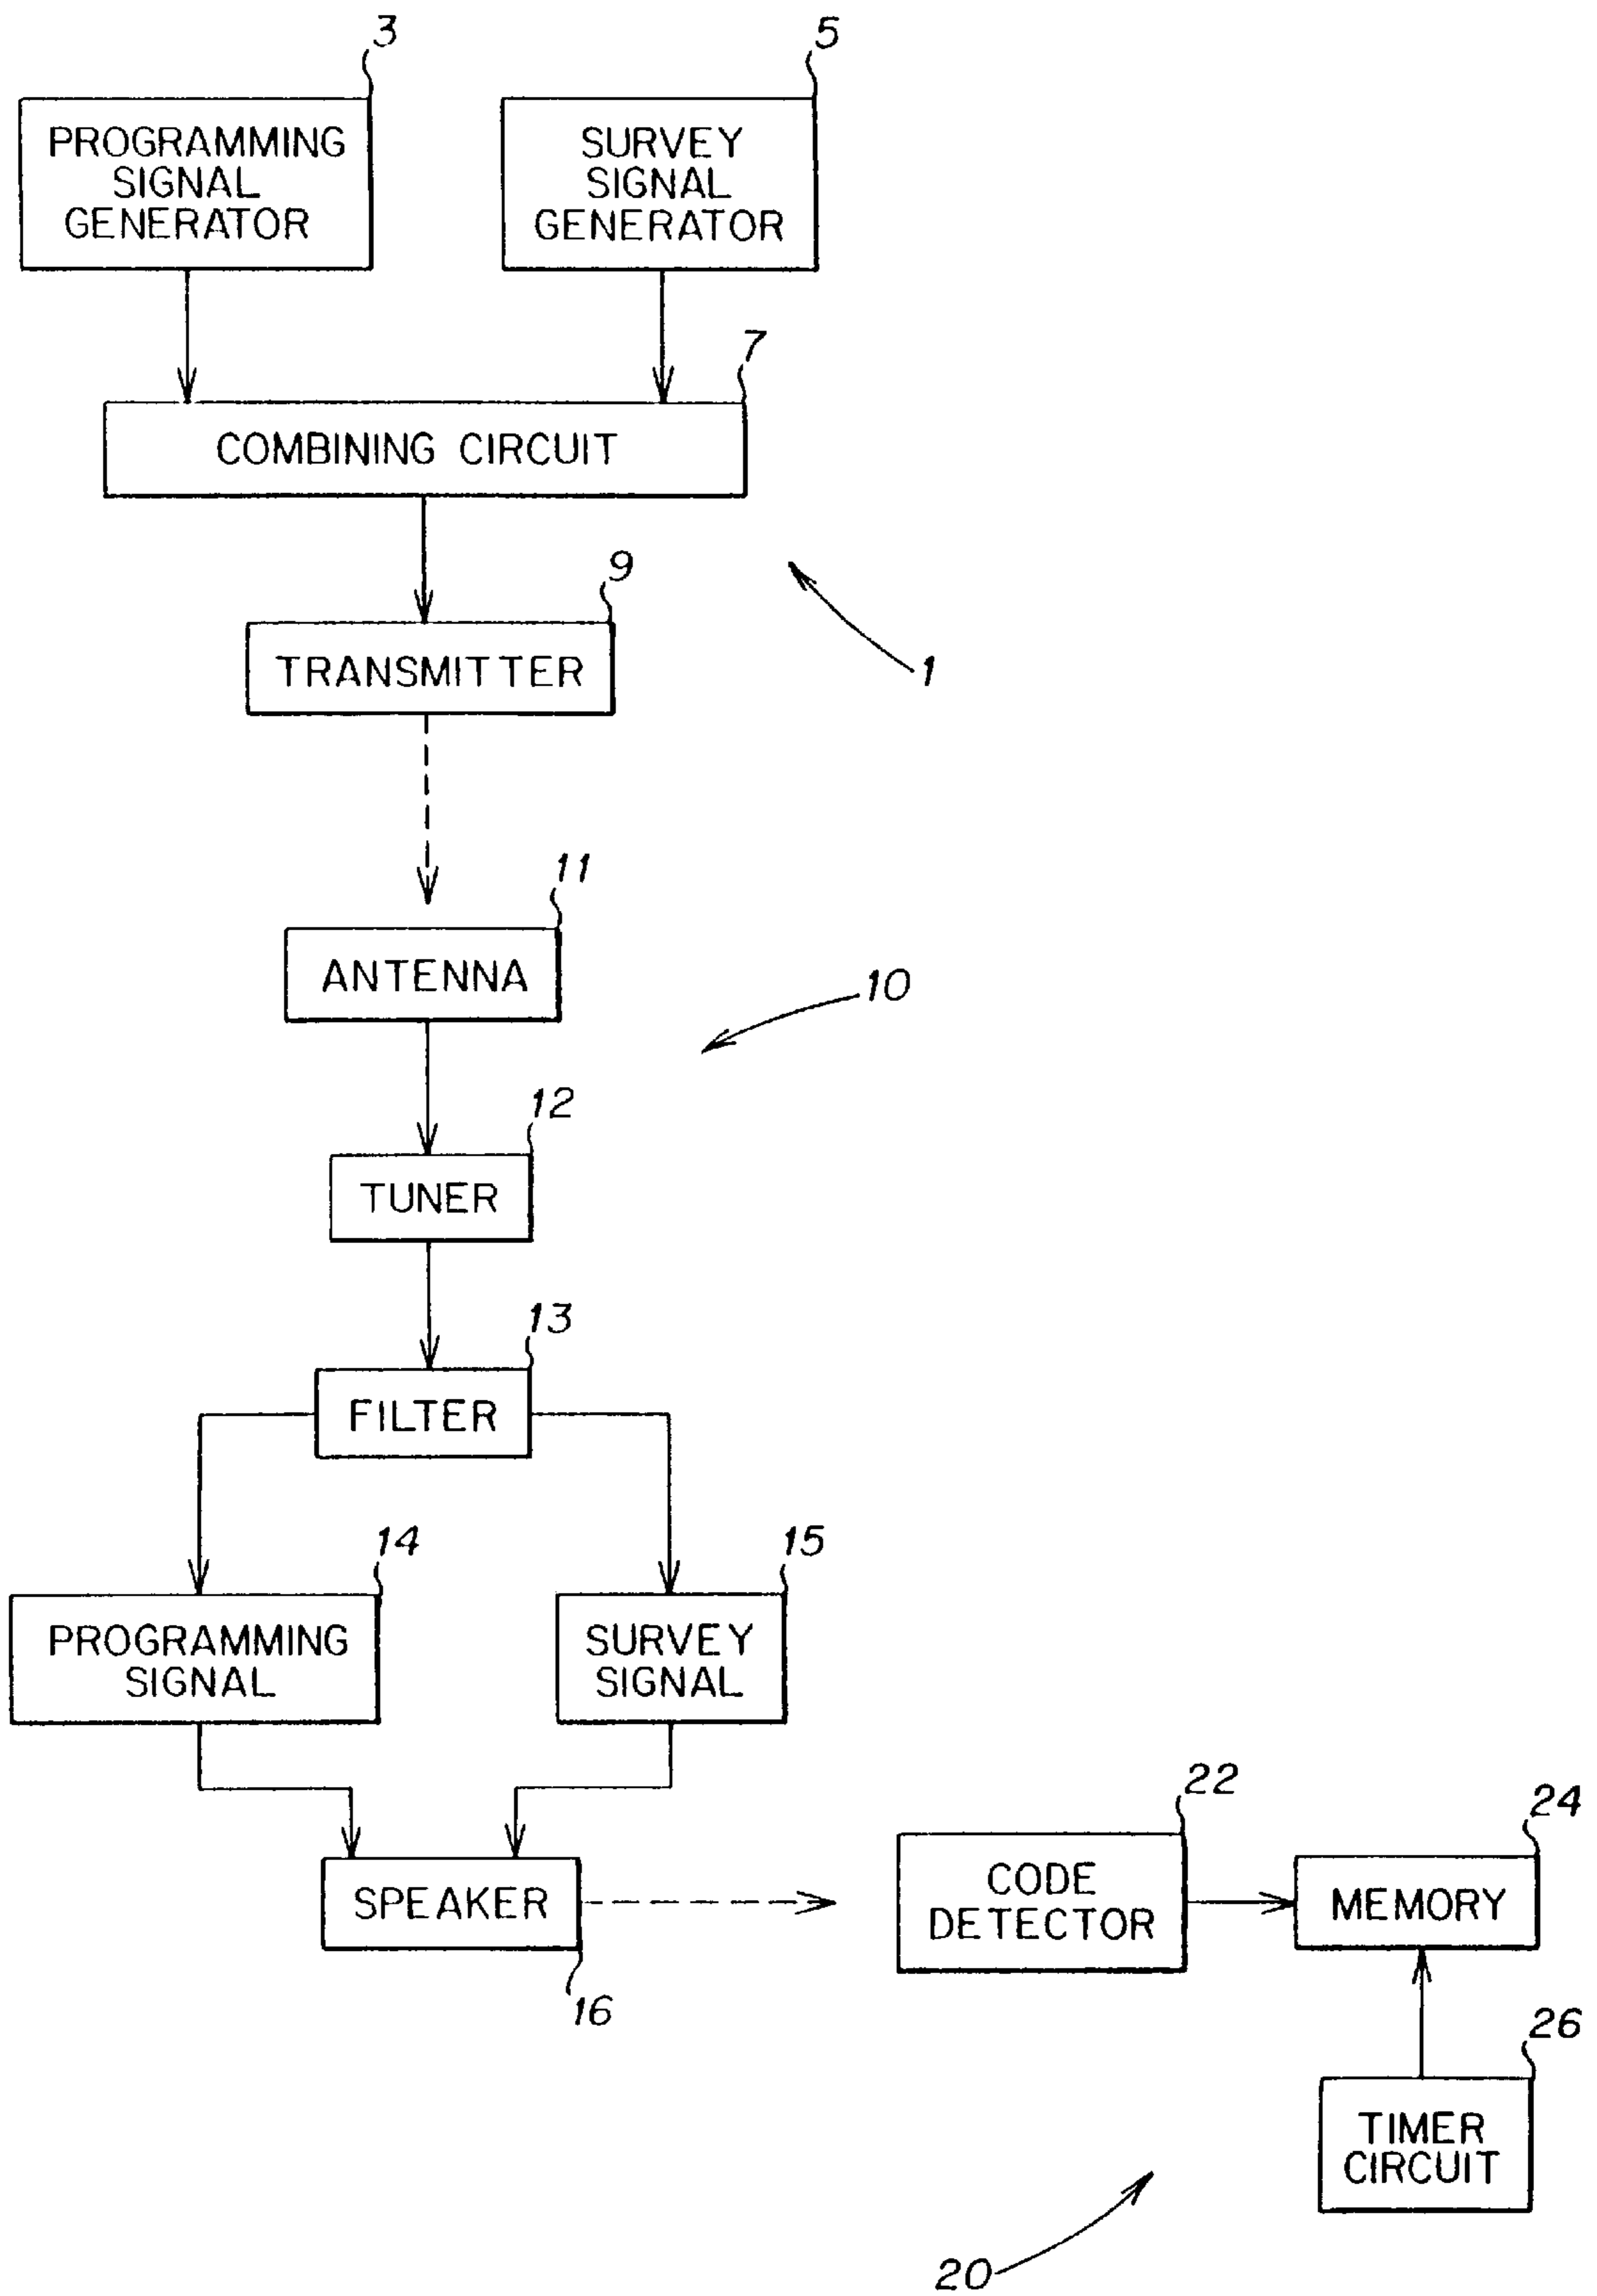 3
5
PROGRAMMING
SIGNAL
GENERATOR
SURVEY
SIGNAL
GENERATOR
7
COMBINING CIRCUIT
9
TRANSMITTER
1
11
ANTENNA
10
12
TUNER
13
FILTER
14
15
PROGRAMMING
SIGNAL
SURVEY
SIGNAL
22
24
SPEAKER
CODE
DETECTOR
MEMORY
16
26
TIMER
CIRCUIT
20